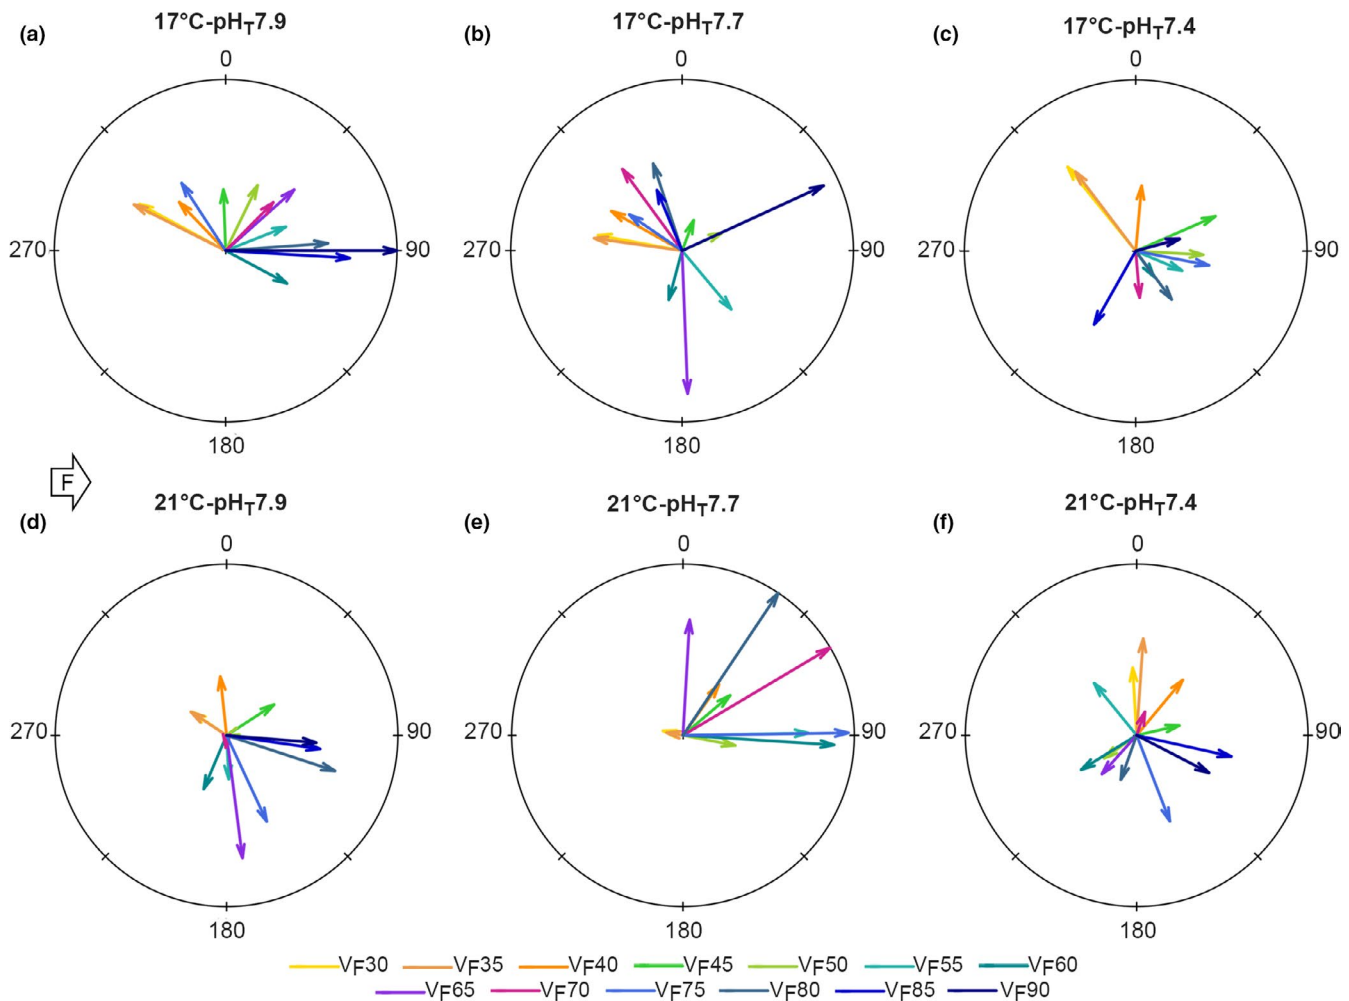 (a) 17°C-pHT7.9 (b) 17°C-pHT7.7 (c) 17°C-pHT7.4
0 0 0
270 90 270 90 270 90
180 180 180
F
(d) 21°C-pHT7.9 (e) 21°C-pHT7.7 (f) 21°C-pHT7.4
0 0 0
270 90 270 90 270 90
180 180 180
VF30 VF35 VF40 VF45 VF50 VF55 VF60
VF65 VF70 VF75 VF80 VF85 VF90